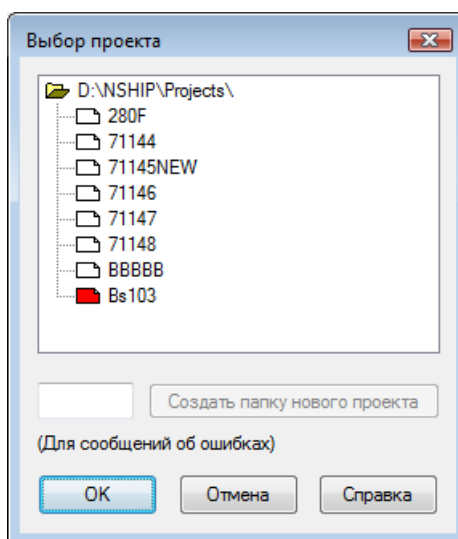 Выбор проекта
D:\NSHIP\Projects\
280F
71144
71145NEW
71146
71147
71148
BBBBB
Bs103
Создать папку нового проекта
(Для сообщений об ошибках)
OK
Отмена
Справка